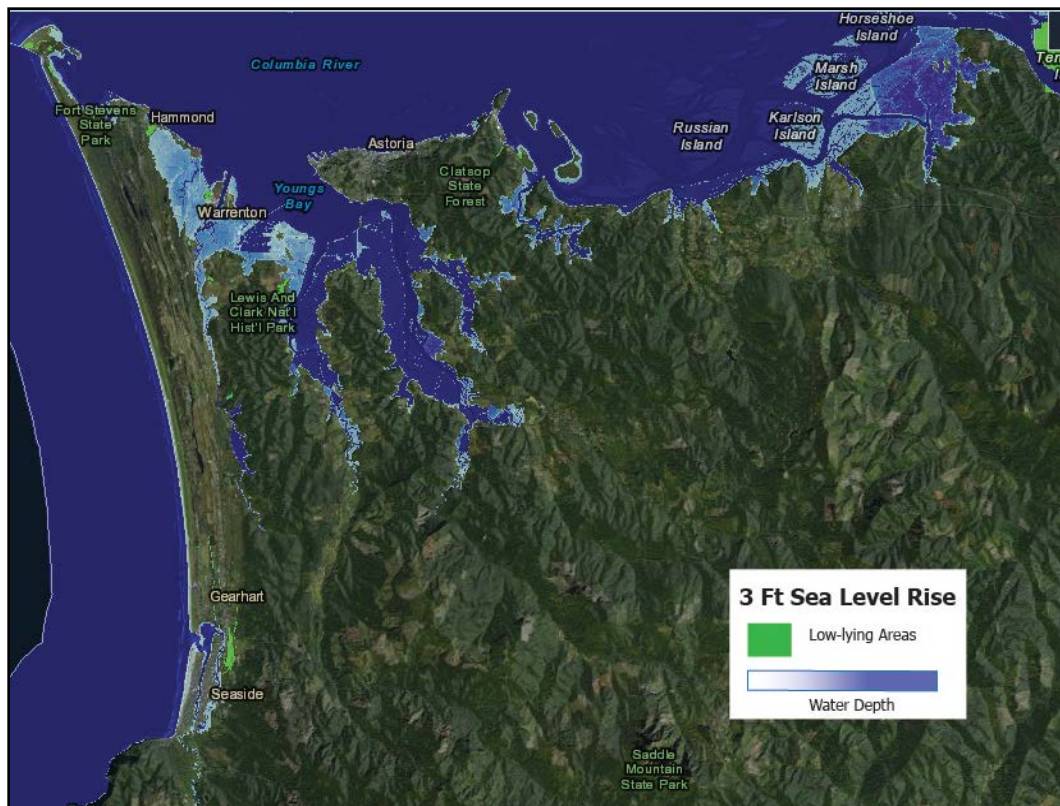 Horseshoe
Island
Columbia River
Marsh
Island
Fort Stevens
State
Park
Hammond
Karlson
Island
Russian
Island
Astoria
Clatsop
State
Forest
Youngs
Bay
Warrenton
Lewis And
Clark Nat'l
Hist'l Park
Gearhart
Seaside
3 Ft Sea Level Rise
Low-lying Areas
Water Depth
Saddle
Mountain
State Park